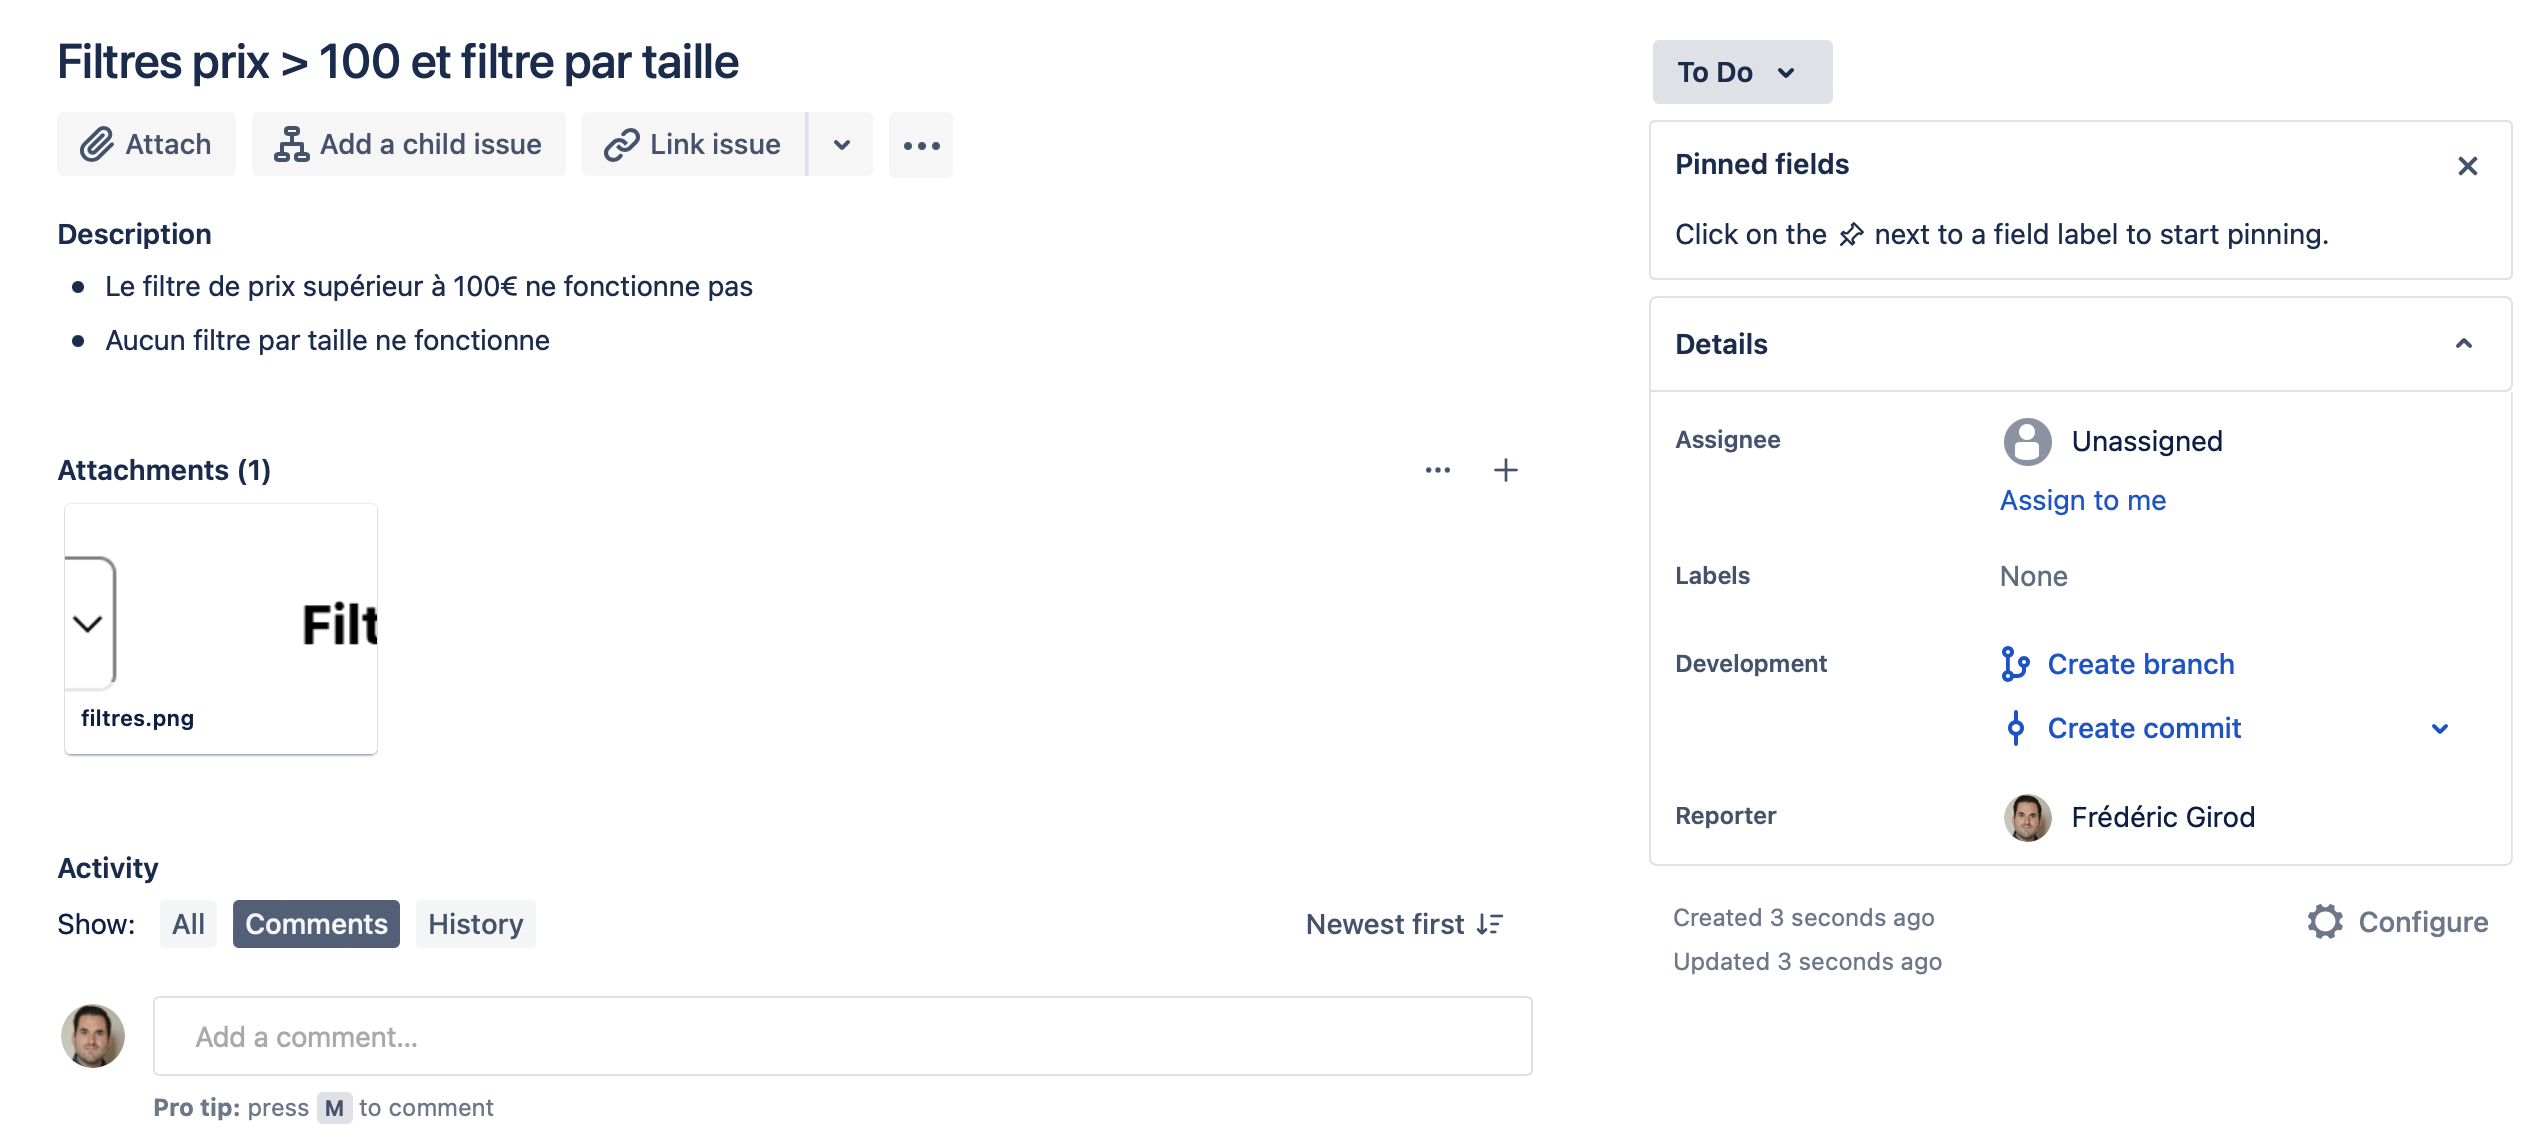 Filtres prix > 100 et filtre par taille
Attach
Add a child issue
Link issue
Description
Le filtre de prix supérieur à 100€ ne fonctionne pas
Aucun filtre par taille ne fonctionne
Attachments (1)
Filt
filtres.png
Activity
Show: All Comments History
Newest first
Add a comment...
Pro tip: press M to comment
To Do
Pinned fields
Click on the next to a field label to start pinning.
Details
Assignee Unassigned
Assign to me
Labels None
Development Create branch
Create commit
Reporter Frédéric Girod
Created 3 seconds ago
Configure
Updated 3 seconds ago